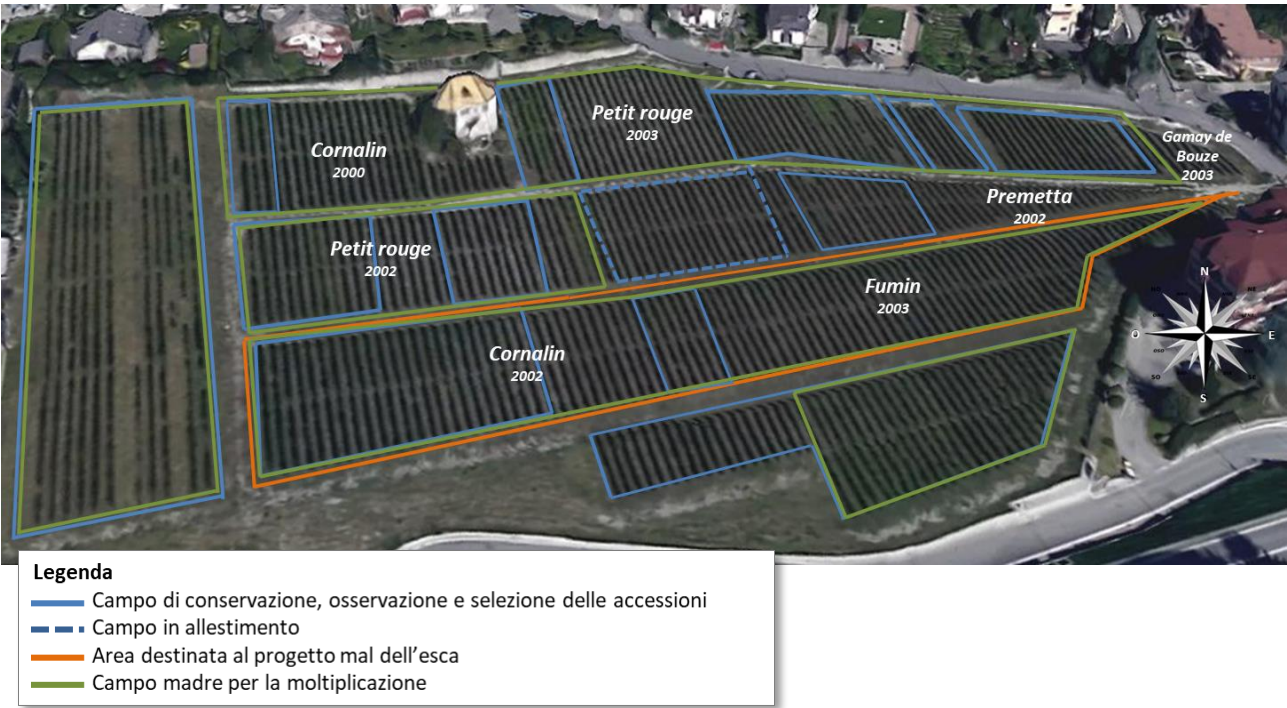 Petit rouge
2003
Cornalin
2000
Gamay de
Bouze
2003
Premetta
2002
Petit rouge
2002
Fumin
2003
Cornalin
2002
N
O
E
S
Legenda
Campo di conservazione, osservazione e selezione delle accessioni
Campo in allestimento
Area destinata al progetto mal dell'esca
Campo madre per la moltiplicazione